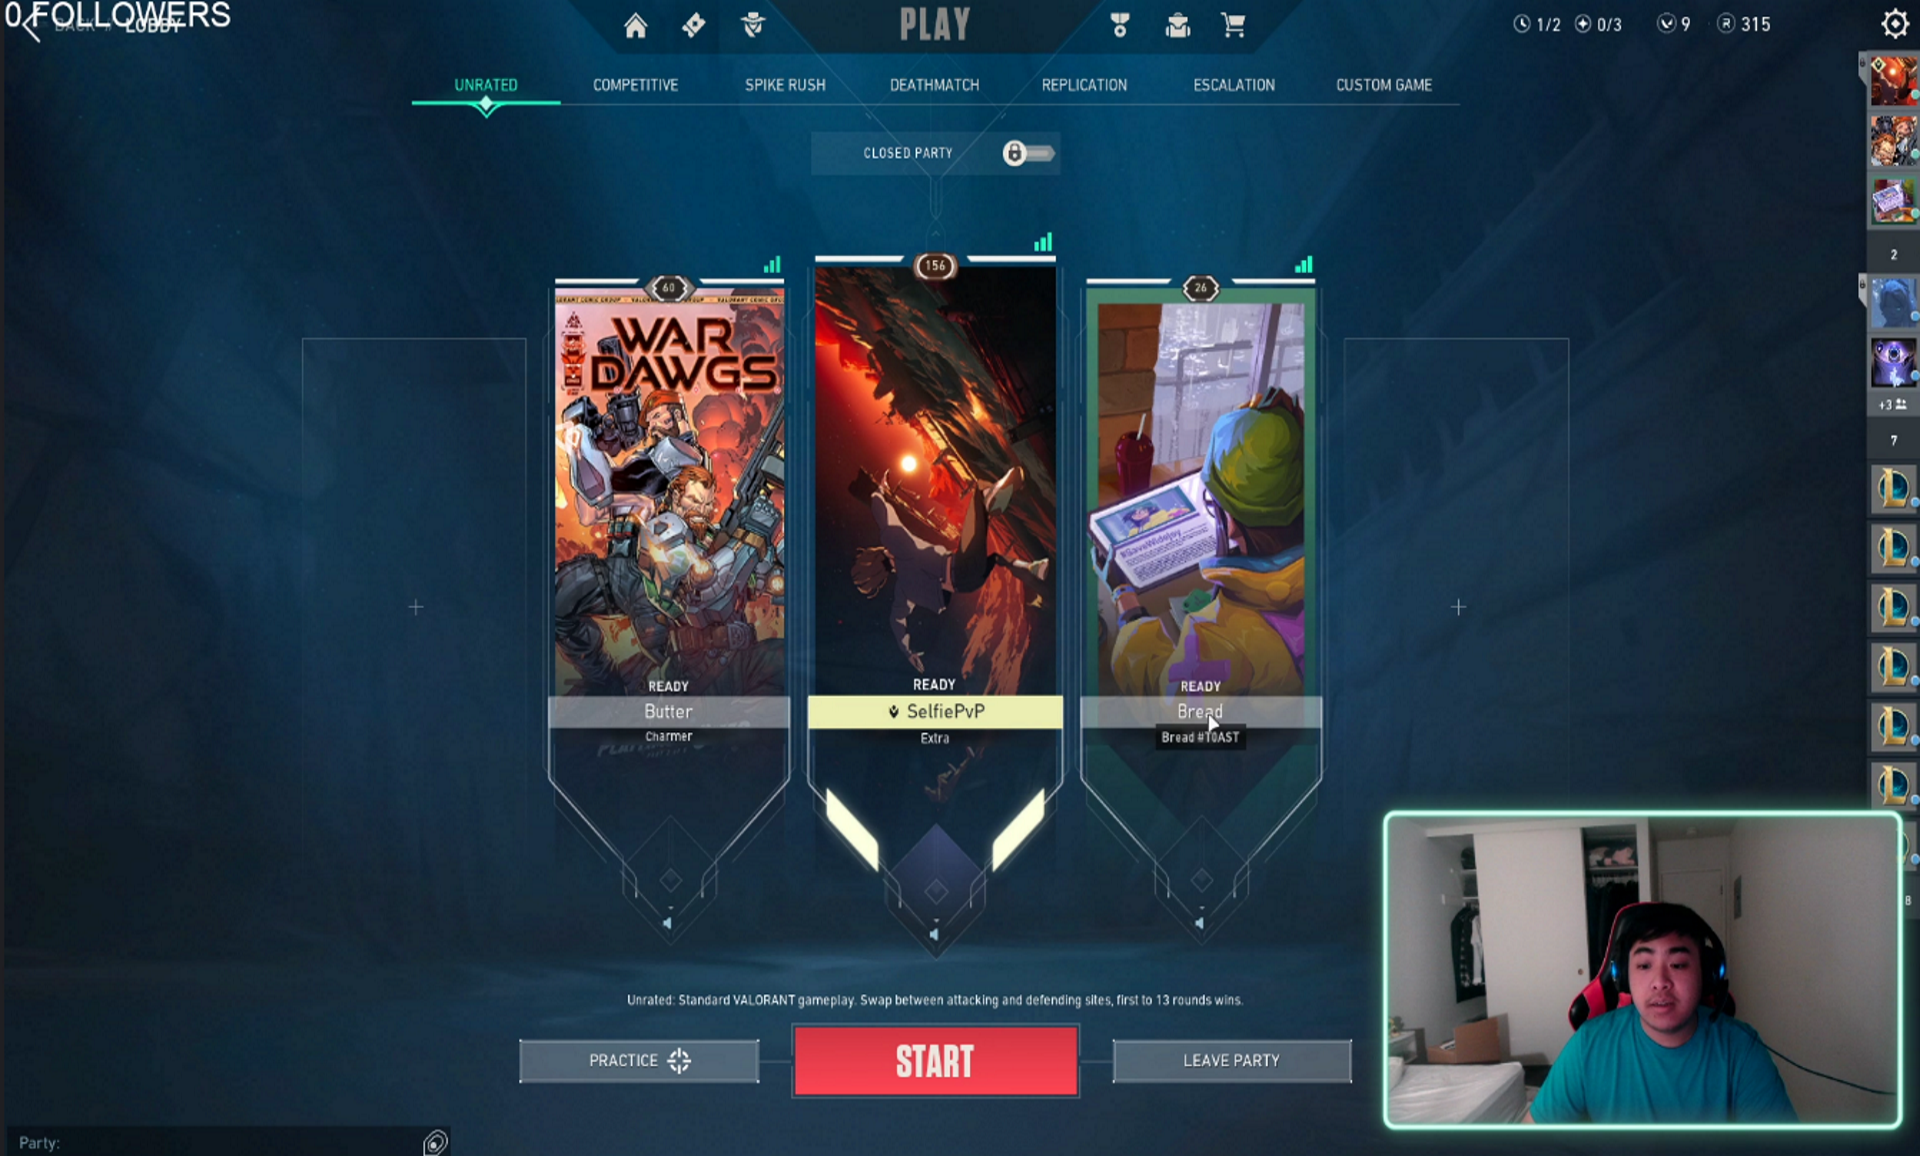 0 FOLLOWERS
BACK // LOBBY
PLAY
1/2
0/3
9
R 315
UNRATED
COMPETITIVE
SPIKE RUSH
DEATHMATCH
REPLICATION
ESCALATION
CUSTOM GAME
CLOSED PARTY
60
156
26
WAR
DAWGS
#SaveWideJoy
READY
Butter
Charmer
READY
SelfiePvP
Extra
READY
Bread
Bread #T0AST
2
+3
7
8
Unrated: Standard VALORANT gameplay. Swap between attacking and defending sites, first to 13 rounds wins.
PRACTICE
START
LEAVE PARTY
Party: